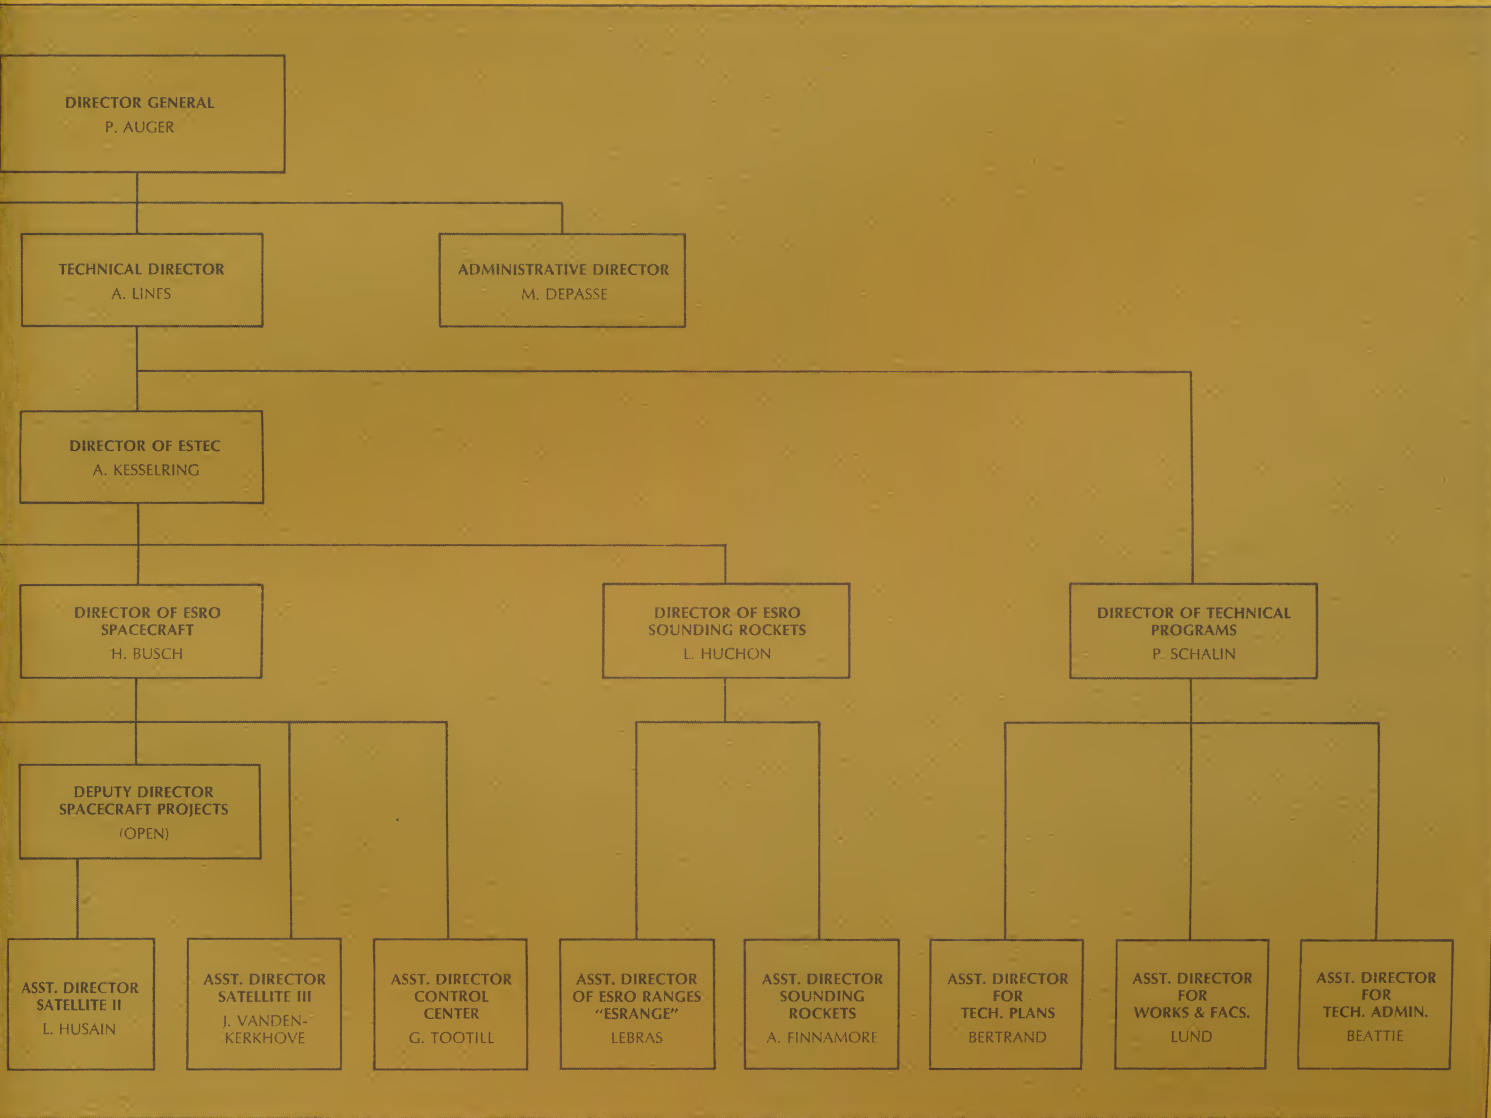 DIRECTOR GENERAL
P. AUGER
TECHNICAL DIRECTOR
A. LINES
ADMINISTRATIVE DIRECTOR
M. DEPASSE
DIRECTOR OF ESTEC
A. KESSELRING
DIRECTOR OF ESRO
SPACECRAFT
H. BUSCH
DIRECTOR OF ESRO
SOUNDING ROCKETS
L. HUCHON
DIRECTOR OF TECHNICAL
PROGRAMS
P. SCHALIN
DEPUTY DIRECTOR
SPACECRAFT PROJECTS
(OPEN)
ASST. DIRECTOR
SATELLITE II
L. HUSAIN
ASST. DIRECTOR
SATELLITE III
J. VANDEN-
KERKHOVE
ASST. DIRECTOR
CONTROL
CENTER
G. TOOTILL
ASST. DIRECTOR
OF ESRO RANGES
"ESRANGE"
LEBRAS
ASST. DIRECTOR
SOUNDING
ROCKETS
A. FINNAMORE
ASST. DIRECTOR
FOR
TECH. PLANS
BERTRAND
ASST. DIRECTOR
FOR
WORKS & FACS.
LUND
ASST. DIRECTOR
FOR
TECH. ADMIN.
BEATTIE